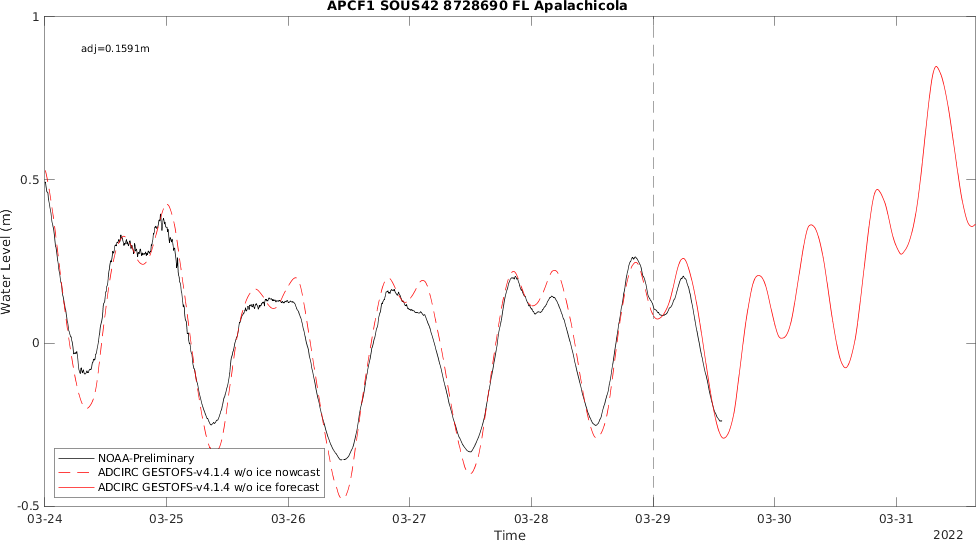 APCF1 SOUS42 8728690 FL Apalachicola
adj=0.1591m
1
0.5
0
-0.5
Water Level (m)
NOAA-Preliminary
ADCIRC GESTOFS-v4.1.4 w/o ice nowcast
ADCIRC GESTOFS-v4.1.4 w/o ice forecast
03-24 03-25 03-26 03-27 03-28 03-29 03-30 03-31
Time
2022